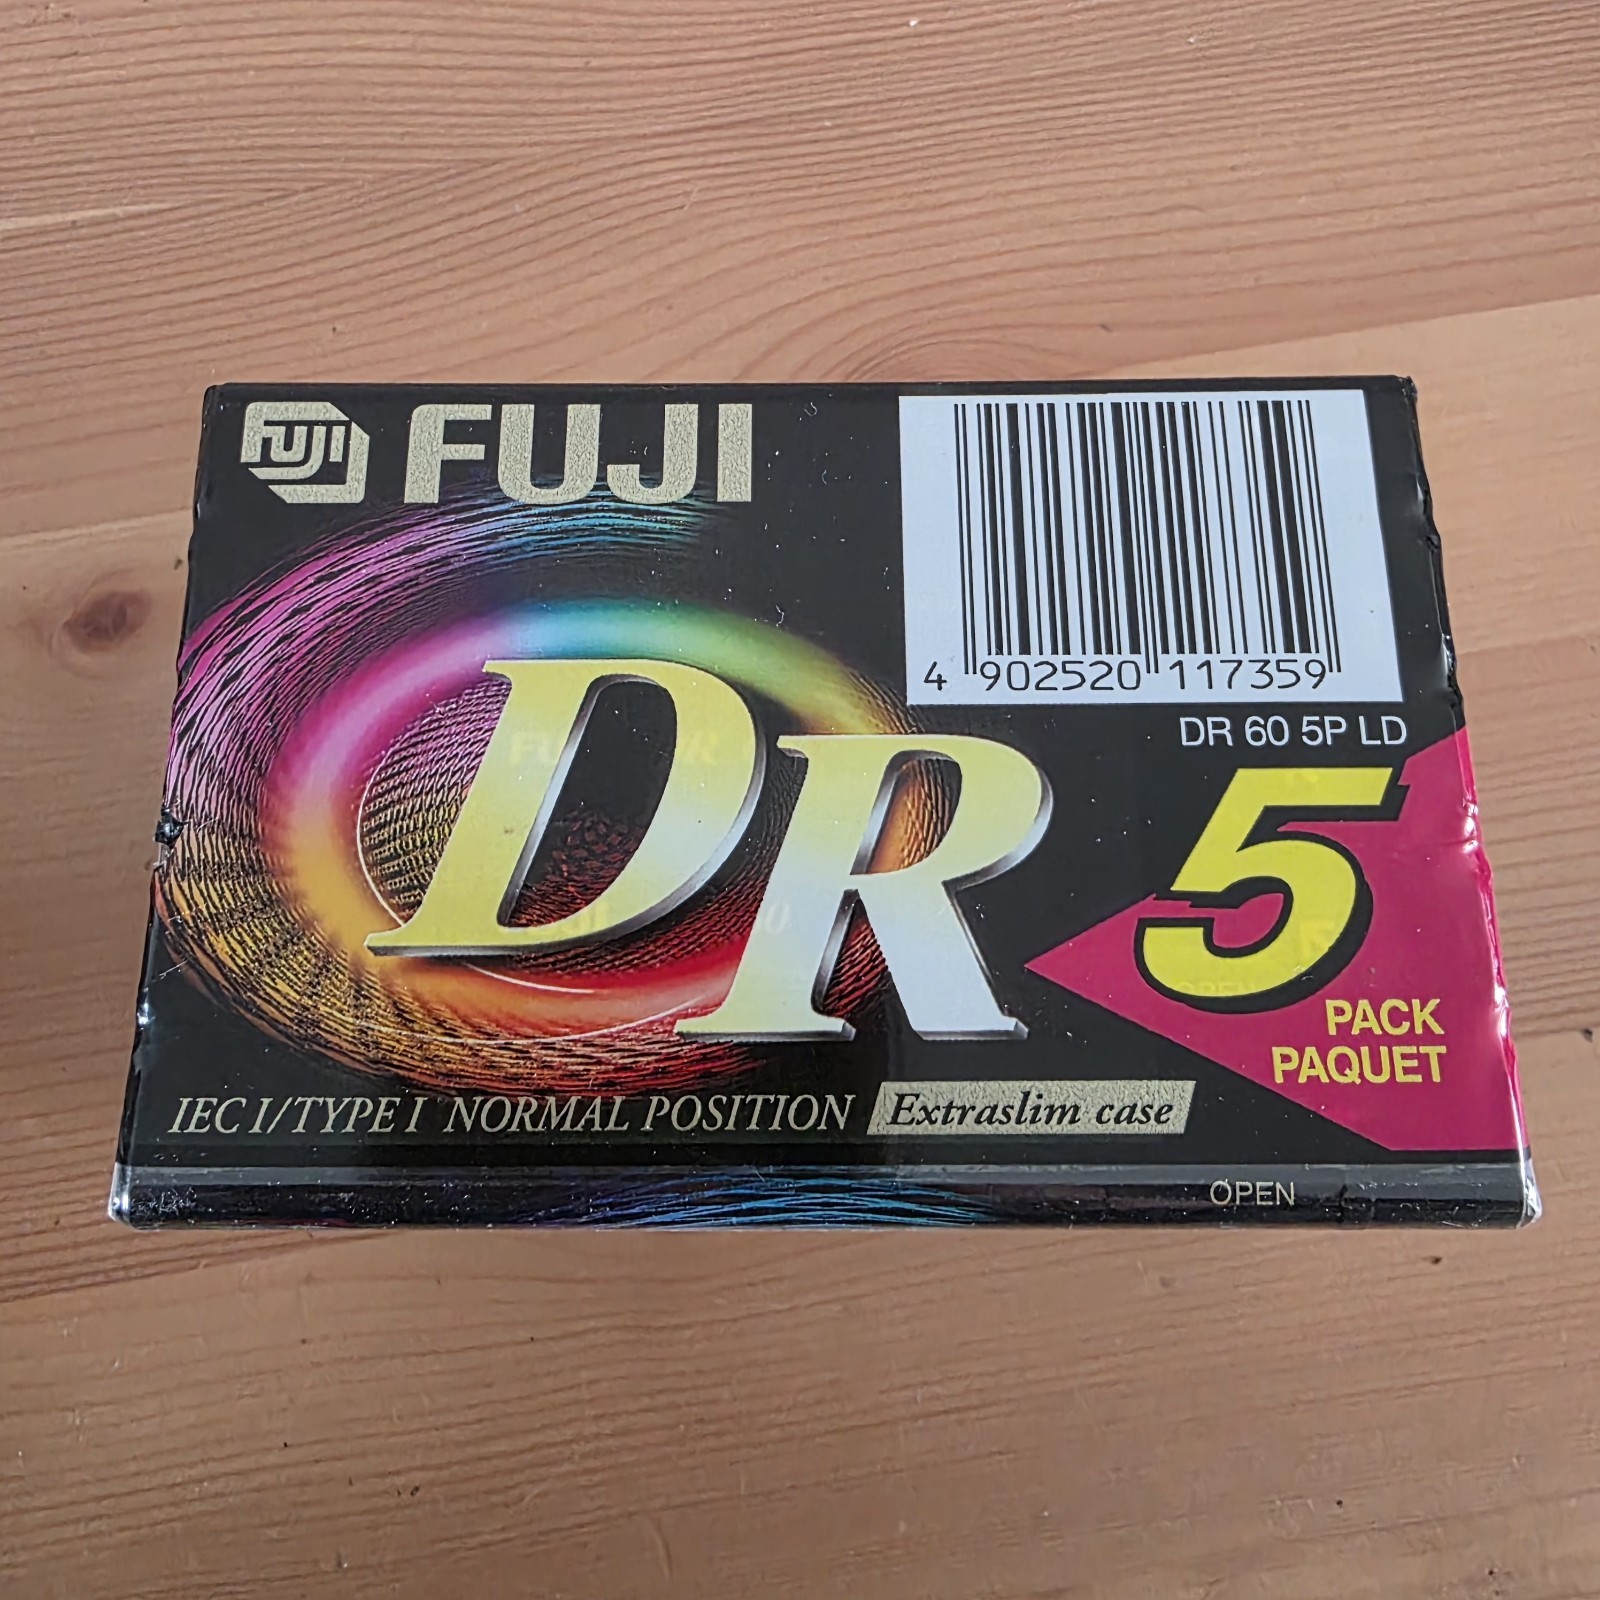 FUJI FUJI
4 902520 117359
DR 60 5P LD
DR
5
PACK
PAQUET
IEC I/TYPE I NORMAL POSITION Extraslim case
OPEN